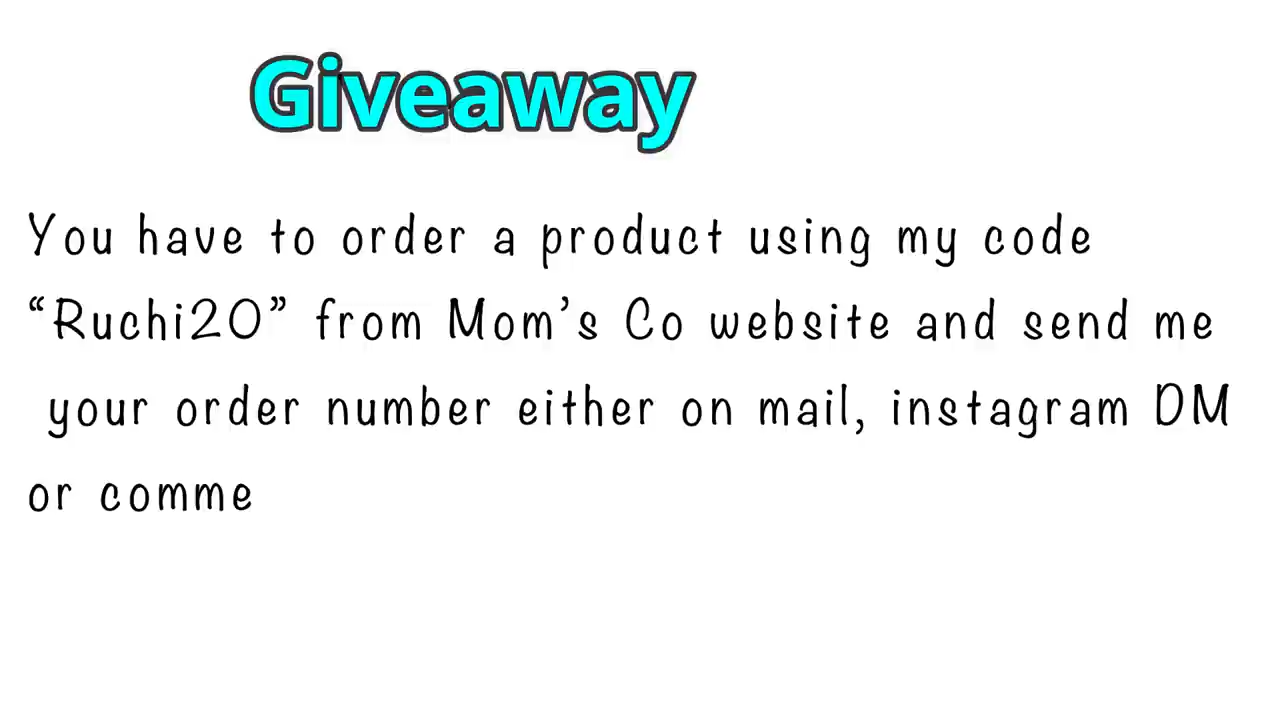 Giveaway
You have to order a product using my code
“Ruchi20” from Mom’s Co website and send me
your order number either on mail, instagram DM
or comme